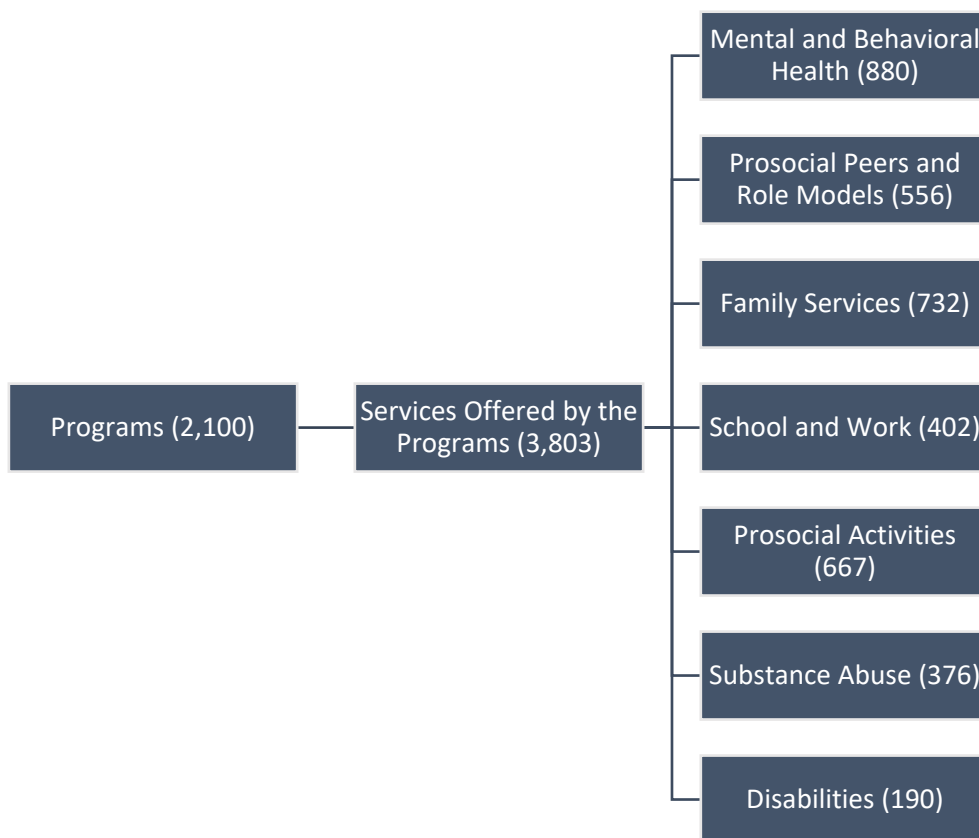 Programs (2,100)
Services Offered by the
Programs (3,803)
Mental and Behavioral
Health (880)
Prosocial Peers and
Role Models (556)
Family Services (732)
School and Work (402)
Prosocial Activities
(667)
Substance Abuse (376)
Disabilities (190)